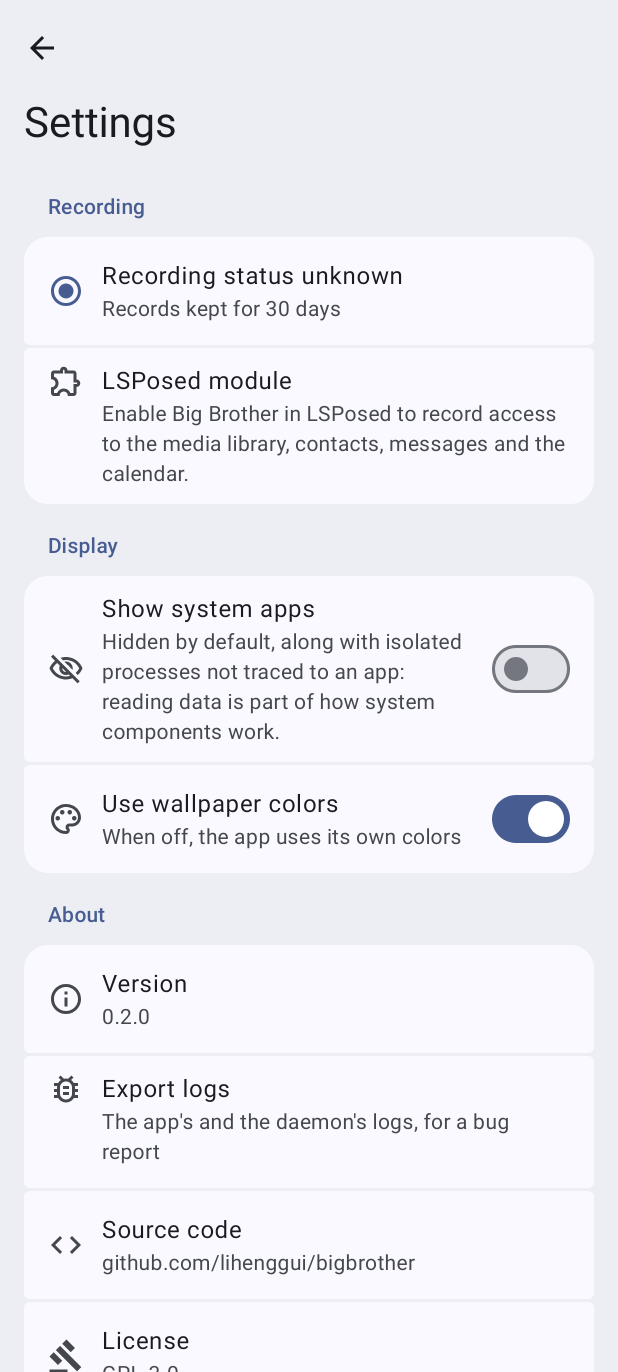 Settings
Recording
Recording status unknown
Records kept for 30 days
LSPosed module
Enable Big Brother in LSPosed to record access
to the media library, contacts, messages and the
calendar.
Display
Show system apps
Hidden by default, along with isolated
processes not traced to an app:
reading data is part of how system
components work.
Use wallpaper colors
When off, the app uses its own colors
About
Version
0.2.0
Export logs
The app's and the daemon's logs, for a bug
report
Source code
github.com/lihenggui/bigbrother
License